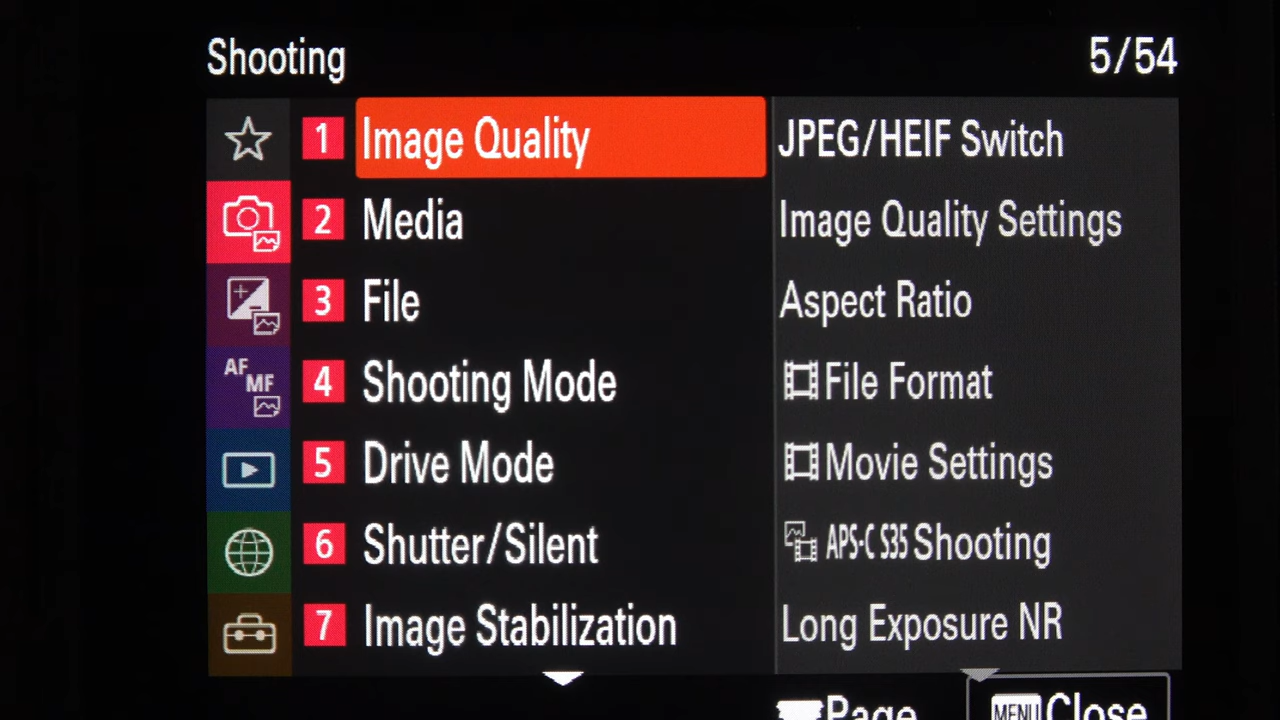 Shooting 5/54
1 Image Quality
2 Media
3 File
4 Shooting Mode
5 Drive Mode
6 Shutter/Silent
7 Image Stabilization
AF
MF
JPEG/HEIF Switch
Image Quality Settings
Aspect Ratio
File Format
Movie Settings
APS-C S35 Shooting
Long Exposure NR
Page MENU Close